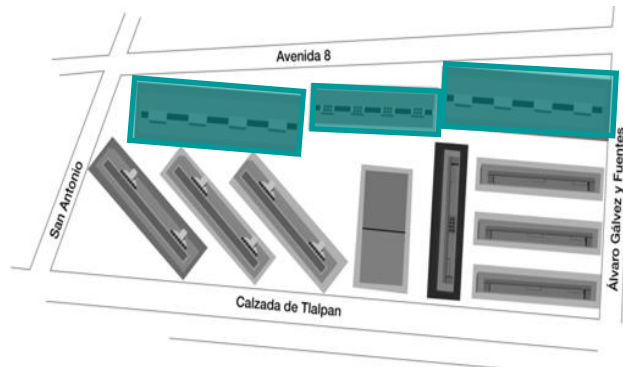 Avenida 8
San Antonio
Álvaro Gálvez y Fuentes
Calzada de Tlalpan